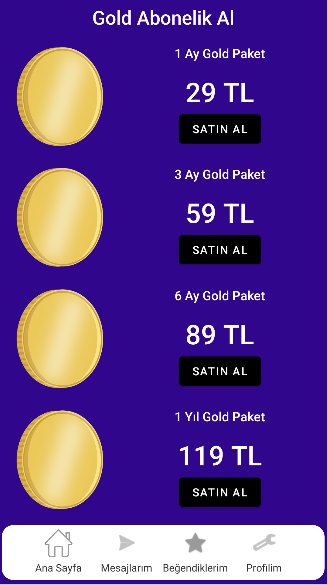 Gold Abonelik Al
1 Ay Gold Paket
29 TL
SATIN AL
3 Ay Gold Paket
59 TL
SATIN AL
6 Ay Gold Paket
89 TL
SATIN AL
1 Yıl Gold Paket
119 TL
SATIN AL
Ana Sayfa Mesajlarım Beğendiklerim Profilim